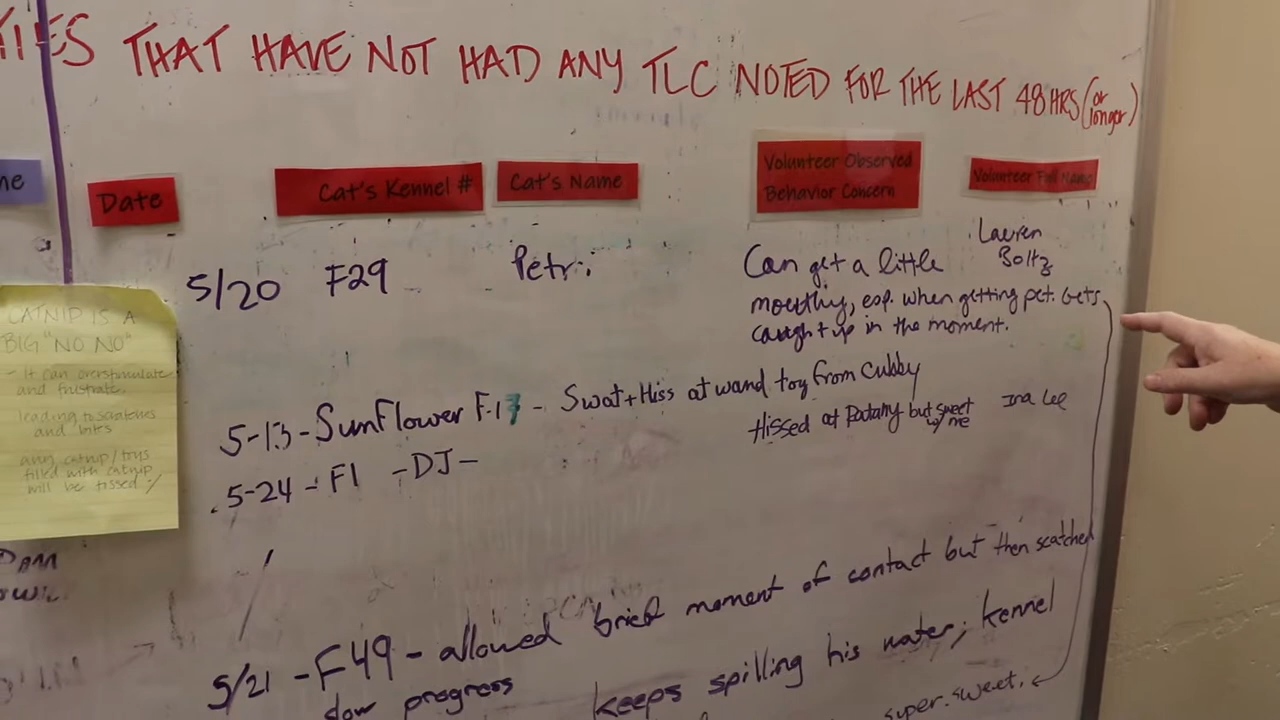 THAT HAVE NOT HAD ANY TLC NOTED FOR THE LAST 48 HRS (or longer)
Date
Cat's Kennel #
Cat's Name
Volunteer Observed
Behavior Concern
Volunteer Full Name
5/20 F29 Petri
Can get a little
mouthy, esp. when getting pet. Gets
caught up in the moment.
Lauren
Boltz
5-13-Sunflower F-17 - Swat+Hiss at wand toy from Cubby
Hissed at but sweet
w/me
Ina Lee
5-24 - F1 - DJ -
5/21 - F49 - allowed brief moment of contact but then scatched
slow progress
keeps spilling his water; kennel
super sweet.
CATNIP IS A
BIG "NO NO"
- It can overstimulate
and frustrate
leading to scratches
and bites
any catnip/toys
filled with catnip
will be tossed